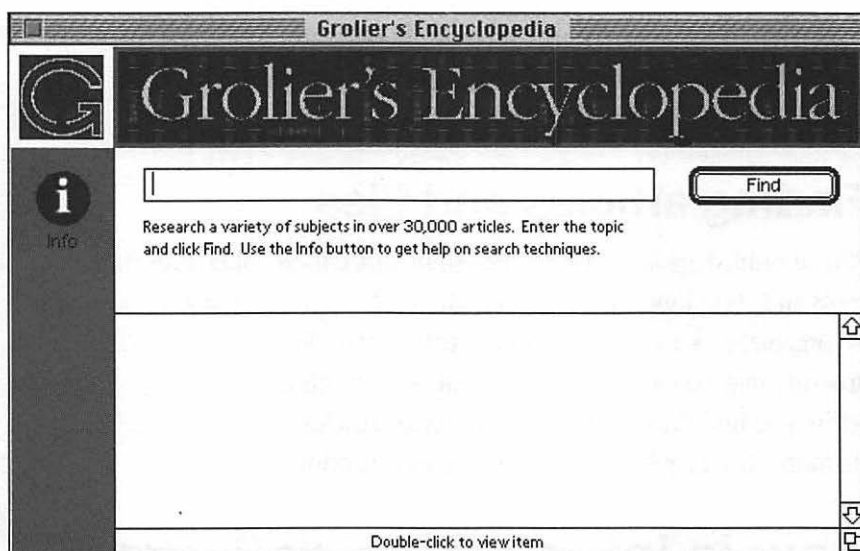 Grolier's Encyclopedia
G Grolier's Encyclopedia
Find
i
Info
Research a variety of subjects in over 30,000 articles. Enter the topic
and click Find. Use the Info button to get help on search techniques.
Double-click to view item